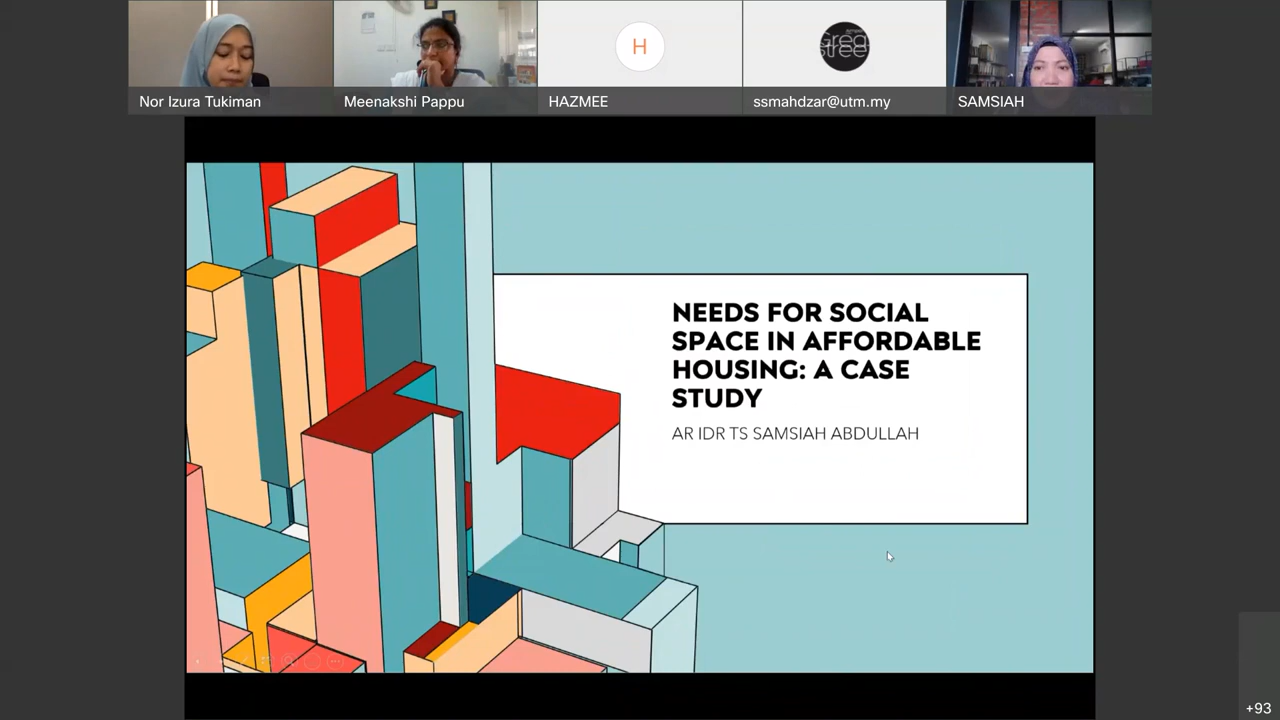 Nor Izura Tukiman
Meenakshi Pappu
H
HAZMEE
ssmahdzar@utm.my
SAMSIAH
NEEDS FOR SOCIAL
SPACE IN AFFORDABLE
HOUSING: A CASE
STUDY
AR IDR TS SAMSIAH ABDULLAH
+93